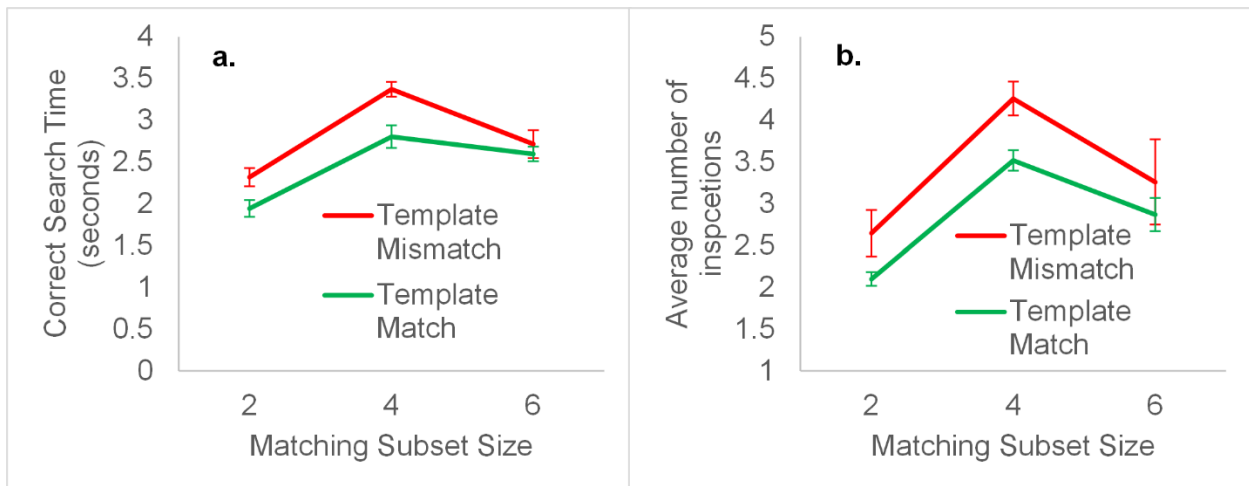 a.
Correct Search Time
(seconds)
4
3.5
3
2.5
2
1.5
1
0.5
0
Template
Mismatch
Template
Match
2 4 6
Matching Subset Size
b.
Average number of
inspcetions
5
4.5
4
3.5
3
2.5
2
1.5
1
Template
Mismatch
Template
Match
2 4 6
Matching Subset Size